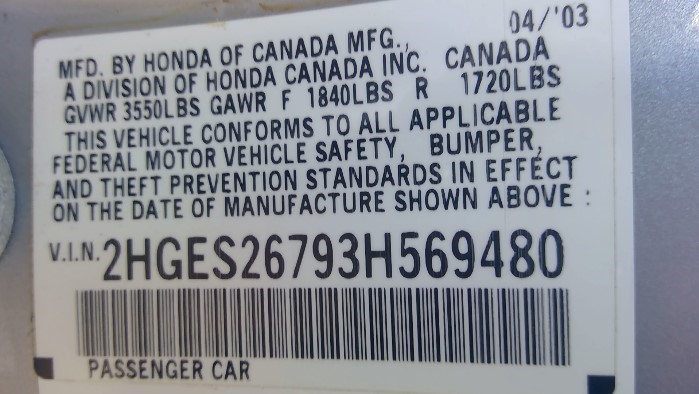 04/'03
MFD. BY HONDA OF CANADA MFG.,
A DIVISION OF HONDA CANADA INC. CANADA
GVWR 3550LBS GAWR F 1840LBS R 1720LBS
THIS VEHICLE CONFORMS TO ALL APPLICABLE
FEDERAL MOTOR VEHICLE SAFETY, BUMPER,
AND THEFT PREVENTION STANDARDS IN EFFECT
ON THE DATE OF MANUFACTURE SHOWN ABOVE :
V.I.N. 2HGES26793H569480
PASSENGER CAR